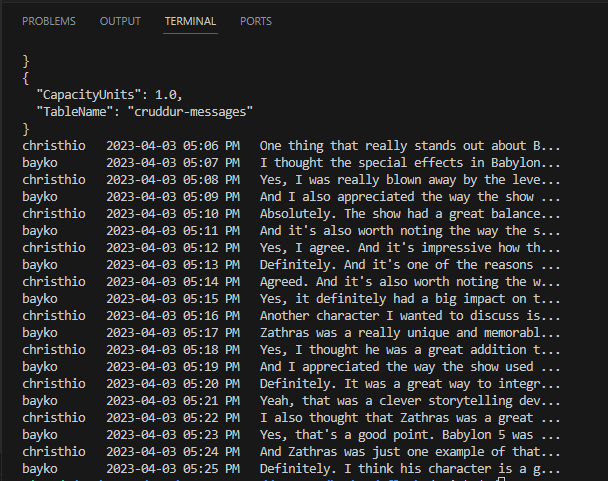 PROBLEMS OUTPUT TERMINAL PORTS
}
{
"CapacityUnits": 1.0,
"TableName": "cruddur-messages"
}
christhio 2023-04-03 05:06 PM One thing that really stands out about B...
bayko 2023-04-03 05:07 PM I thought the special effects in Babylon...
christhio 2023-04-03 05:08 PM Yes, I was really blown away by the leve...
bayko 2023-04-03 05:09 PM And I also appreciated the way the show ...
christhio 2023-04-03 05:10 PM Absolutely. The show had a great balance...
bayko 2023-04-03 05:11 PM And it's also worth noting the way the s...
christhio 2023-04-03 05:12 PM Yes, I agree. And it's impressive how th...
bayko 2023-04-03 05:13 PM Definitely. And it's one of the reasons ...
christhio 2023-04-03 05:14 PM Agreed. And it's also worth noting the w...
bayko 2023-04-03 05:15 PM Yes, it definitely had a big impact on t...
christhio 2023-04-03 05:16 PM Another character I wanted to discuss is...
bayko 2023-04-03 05:17 PM Zathras was a really unique and memorabl...
christhio 2023-04-03 05:18 PM Yes, I thought he was a great addition t...
bayko 2023-04-03 05:19 PM And I appreciated the way the show used ...
christhio 2023-04-03 05:20 PM Definitely. It was a great way to integr...
bayko 2023-04-03 05:21 PM Yeah, that was a clever storytelling dev...
christhio 2023-04-03 05:22 PM I also thought that Zathras was a great ...
bayko 2023-04-03 05:23 PM Yes, that's a good point. Babylon 5 was ...
christhio 2023-04-03 05:24 PM And Zathras was just one example of that...
bayko 2023-04-03 05:25 PM Definitely. I think his character is a g...